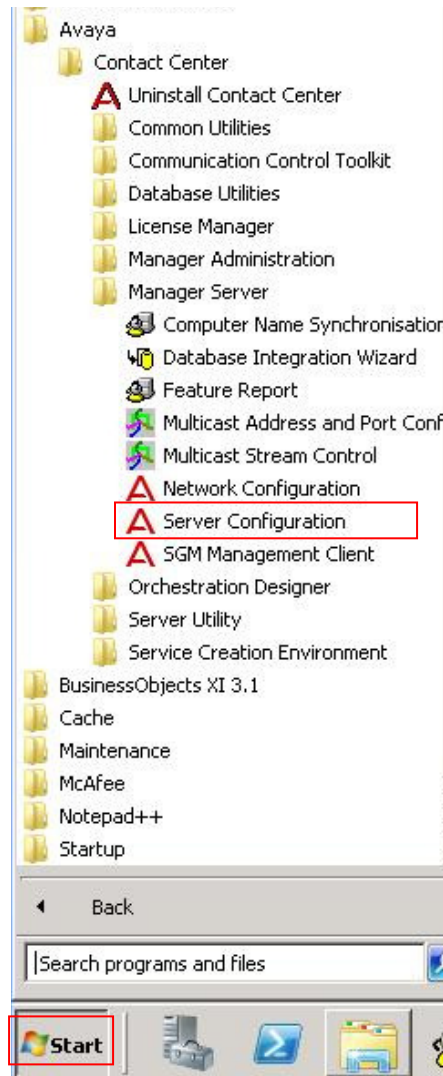 Avaya
Contact Center
Uninstall Contact Center
Common Utilities
Communication Control Toolkit
Database Utilities
License Manager
Manager Administration
Manager Server
Computer Name Synchronisation
Database Integration Wizard
Feature Report
Multicast Address and Port Conf
Multicast Stream Control
Network Configuration
Server Configuration
SGM Management Client
Orchestration Designer
Server Utility
Service Creation Environment
BusinessObjects XI 3.1
Cache
Maintenance
McAfee
Notepad++
Startup
Back
Search programs and files
Start